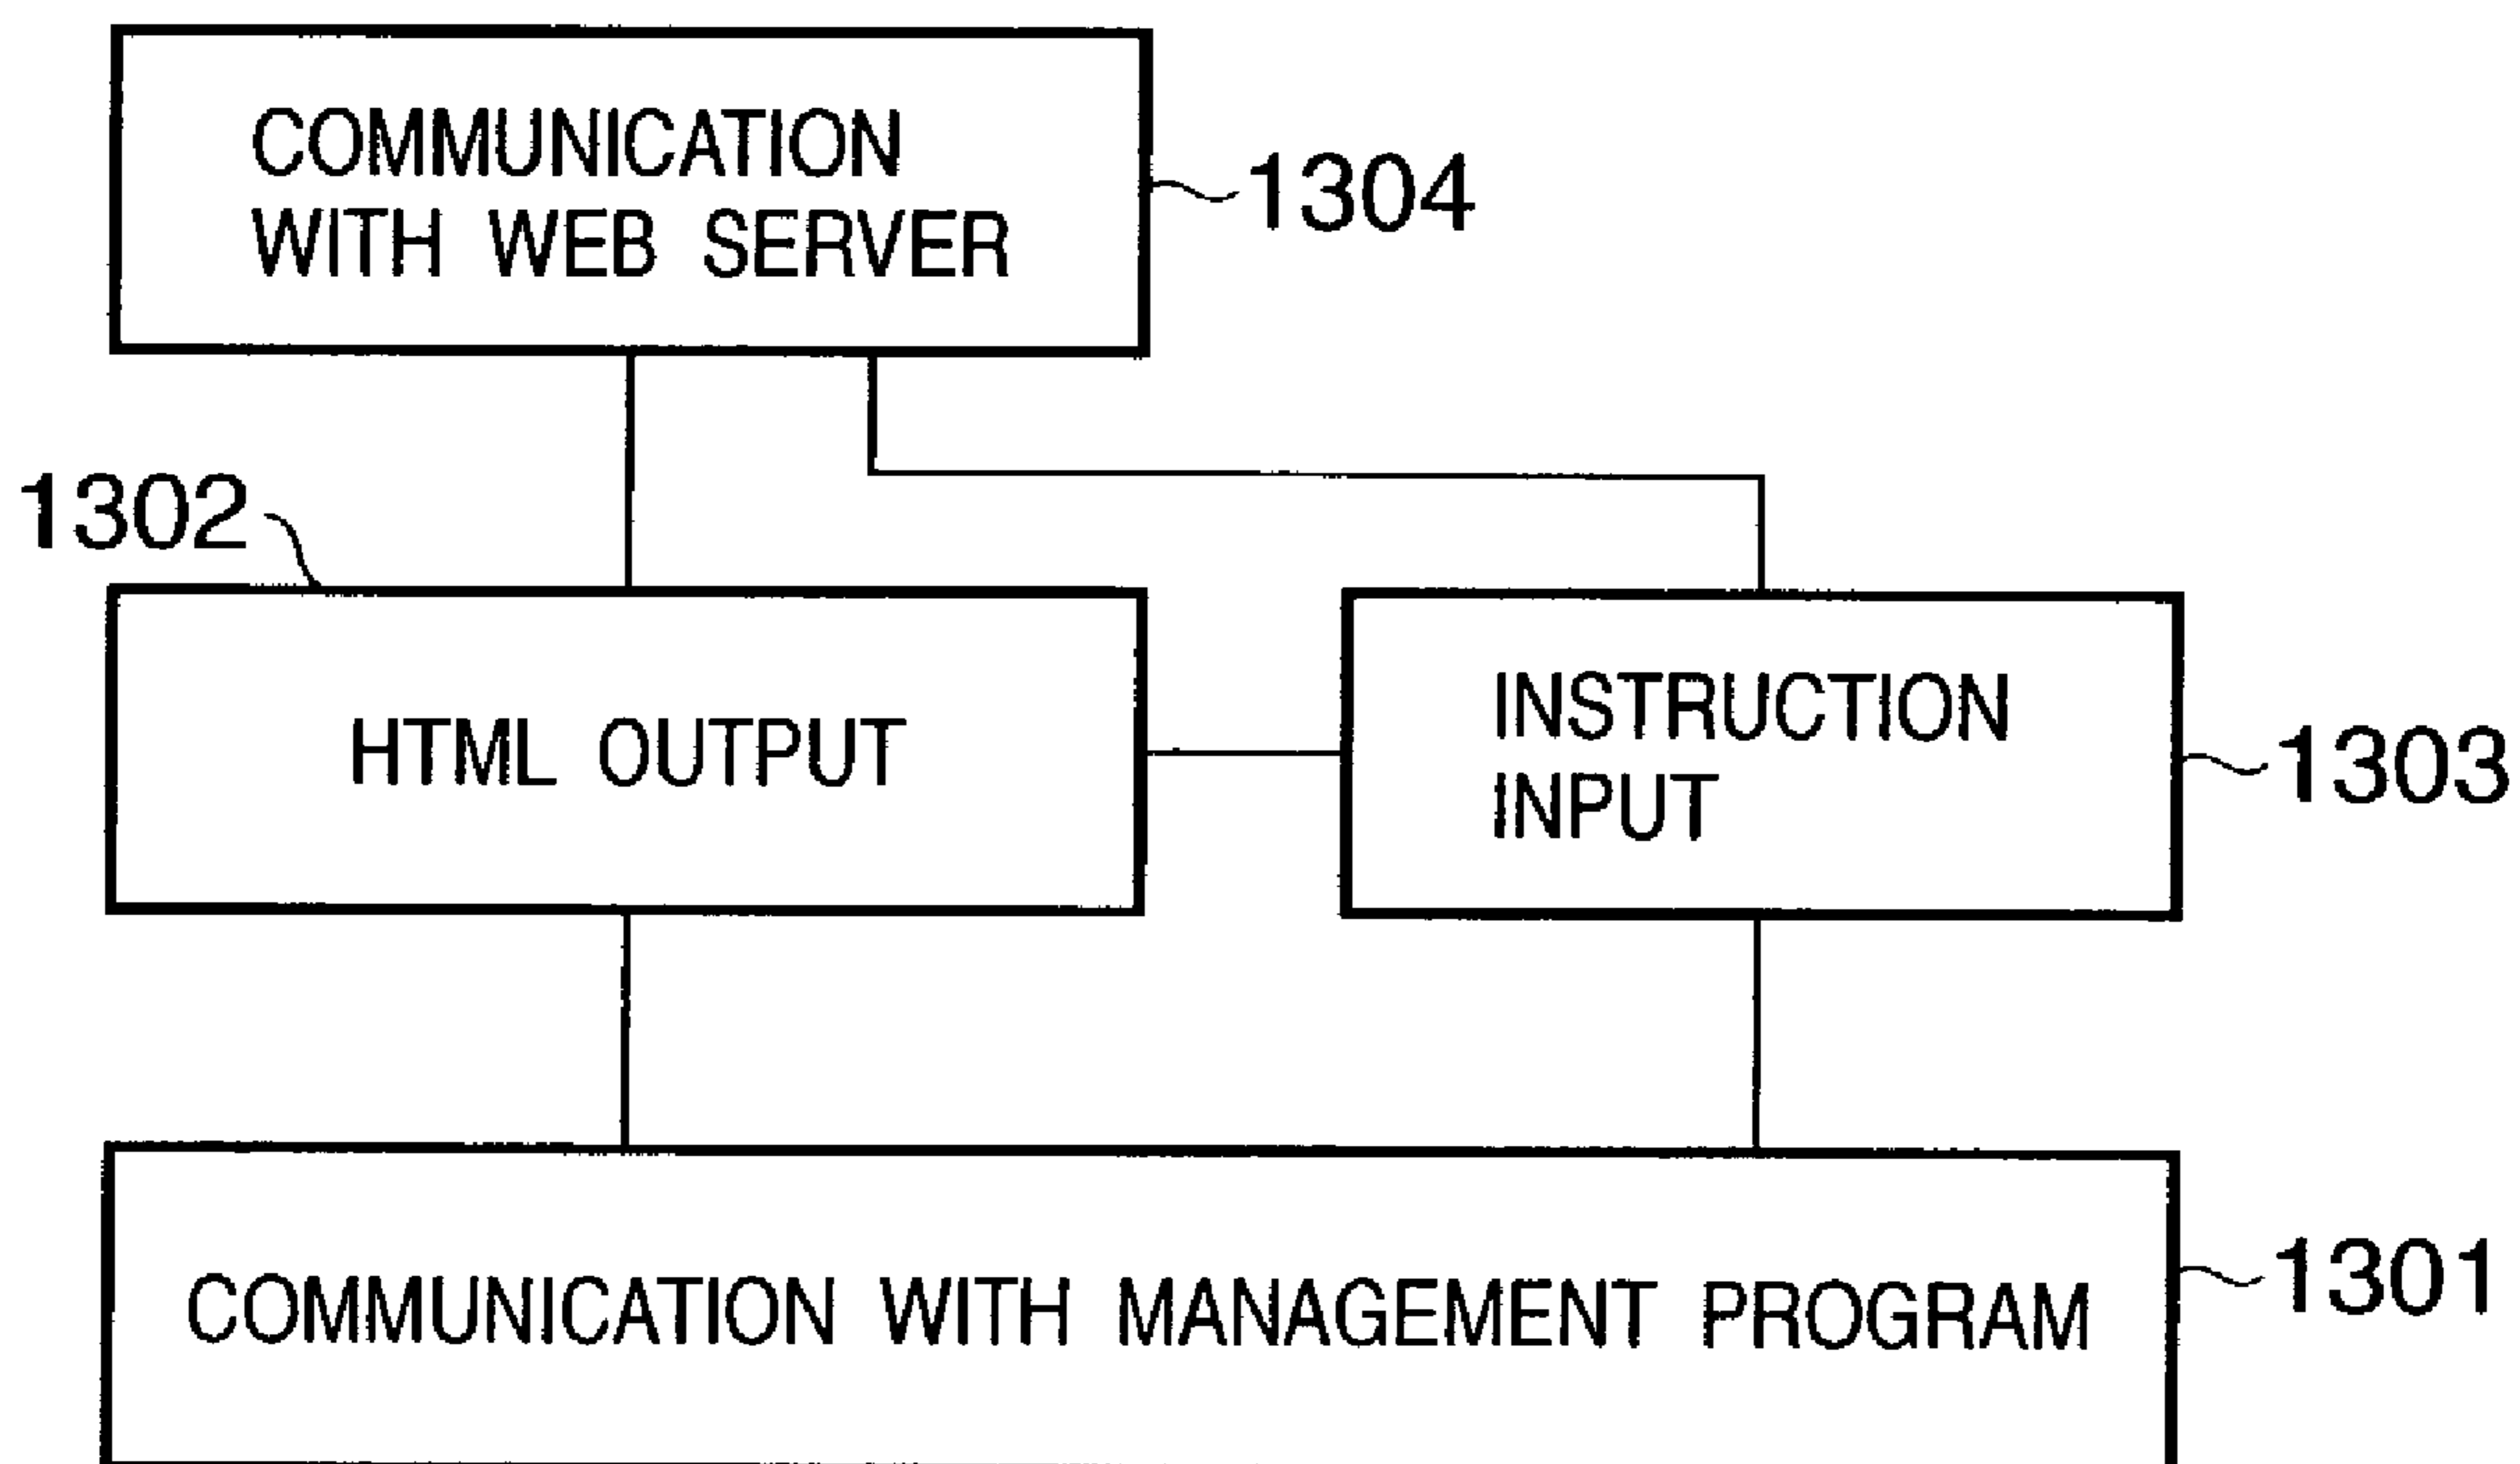 COMMUNICATION
WITH WEB SERVER
1304
1302
HTML OUTPUT
INSTRUCTION
INPUT
1303
COMMUNICATION WITH MANAGEMENT PROGRAM
1301